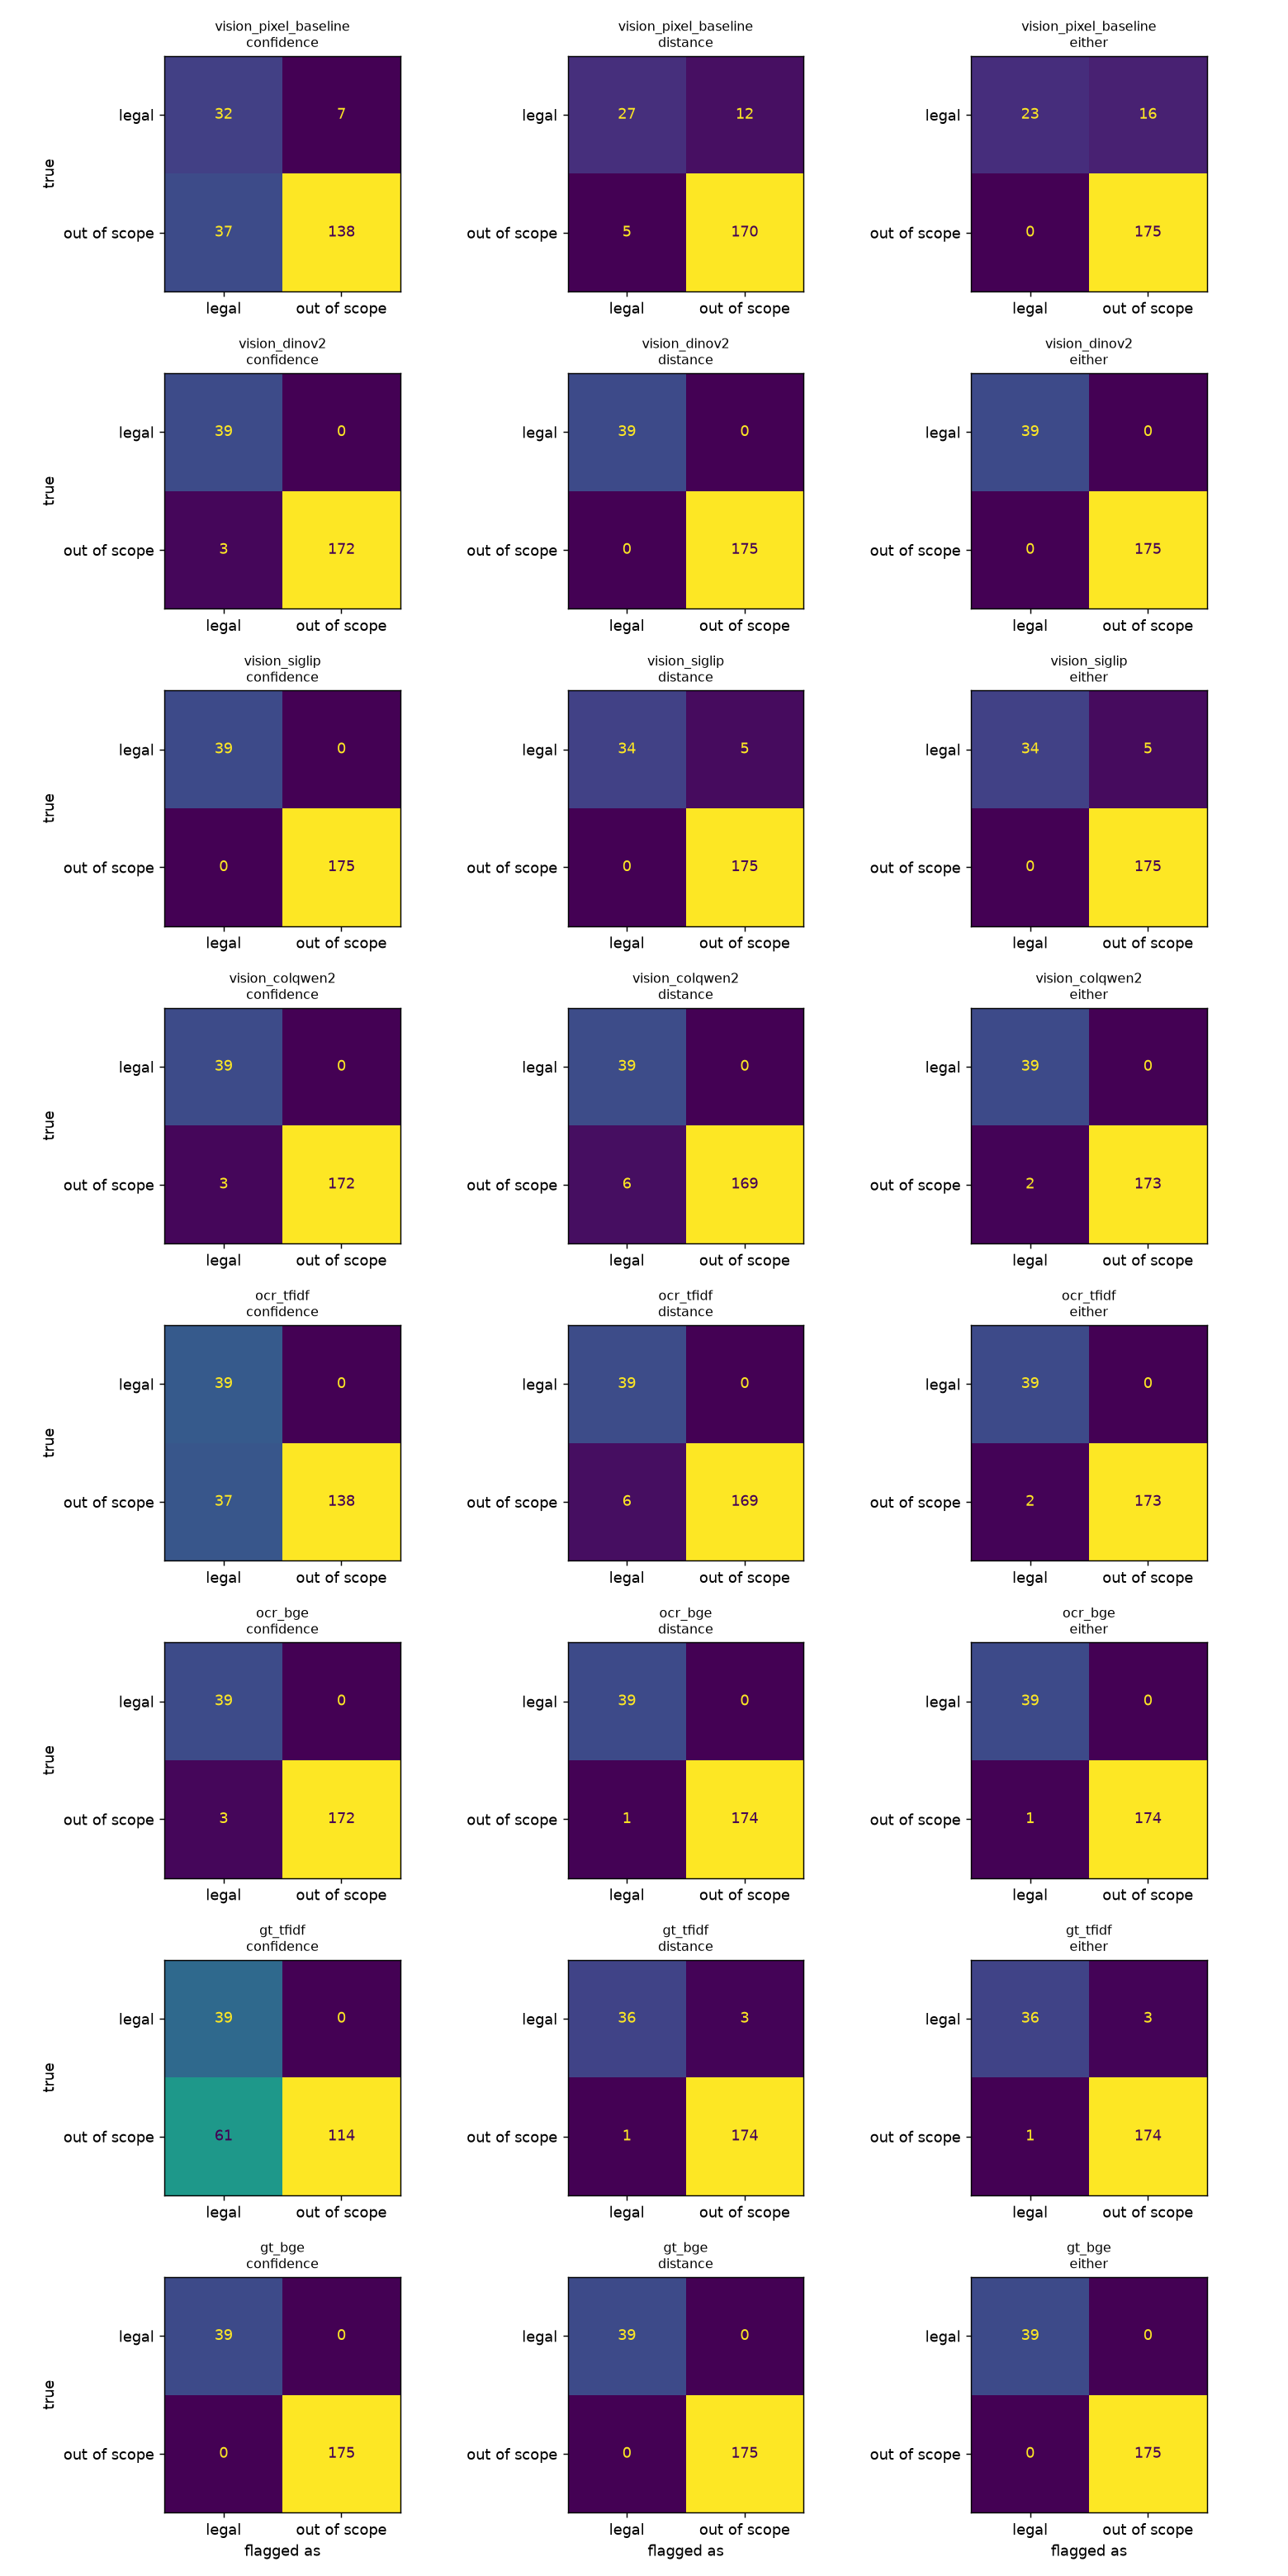 vision_pixel_baseline
confidence
vision_pixel_baseline
distance
vision_pixel_baseline
either
true
legal
32
7
out of scope
37
138
legal
out of scope
legal
27
12
out of scope
5
170
legal
out of scope
legal
23
16
out of scope
0
175
legal
out of scope
vision_dinov2
confidence
vision_dinov2
distance
vision_dinov2
either
true
legal
39
0
out of scope
3
172
legal
out of scope
legal
39
0
out of scope
0
175
legal
out of scope
legal
39
0
out of scope
0
175
legal
out of scope
vision_siglip
confidence
vision_siglip
distance
vision_siglip
either
true
legal
39
0
out of scope
0
175
legal
out of scope
legal
34
5
out of scope
0
175
legal
out of scope
legal
34
5
out of scope
0
175
legal
out of scope
vision_colqwen2
confidence
vision_colqwen2
distance
vision_colqwen2
either
true
legal
39
0
out of scope
3
172
legal
out of scope
legal
39
0
out of scope
6
169
legal
out of scope
legal
39
0
out of scope
2
173
legal
out of scope
ocr_tfidf
confidence
ocr_tfidf
distance
ocr_tfidf
either
true
legal
39
0
out of scope
37
138
legal
out of scope
legal
39
0
out of scope
6
169
legal
out of scope
legal
39
0
out of scope
2
173
legal
out of scope
ocr_bge
confidence
ocr_bge
distance
ocr_bge
either
true
legal
39
0
out of scope
3
172
legal
out of scope
legal
39
0
out of scope
1
174
legal
out of scope
legal
39
0
out of scope
1
174
legal
out of scope
gt_tfidf
confidence
gt_tfidf
distance
gt_tfidf
either
true
legal
39
0
out of scope
61
114
legal
out of scope
legal
36
3
out of scope
1
174
legal
out of scope
legal
36
3
out of scope
1
174
legal
out of scope
gt_bge
confidence
gt_bge
distance
gt_bge
either
true
legal
39
0
out of scope
0
175
legal
out of scope
flagged as
legal
39
0
out of scope
0
175
legal
out of scope
flagged as
legal
39
0
out of scope
0
175
legal
out of scope
flagged as